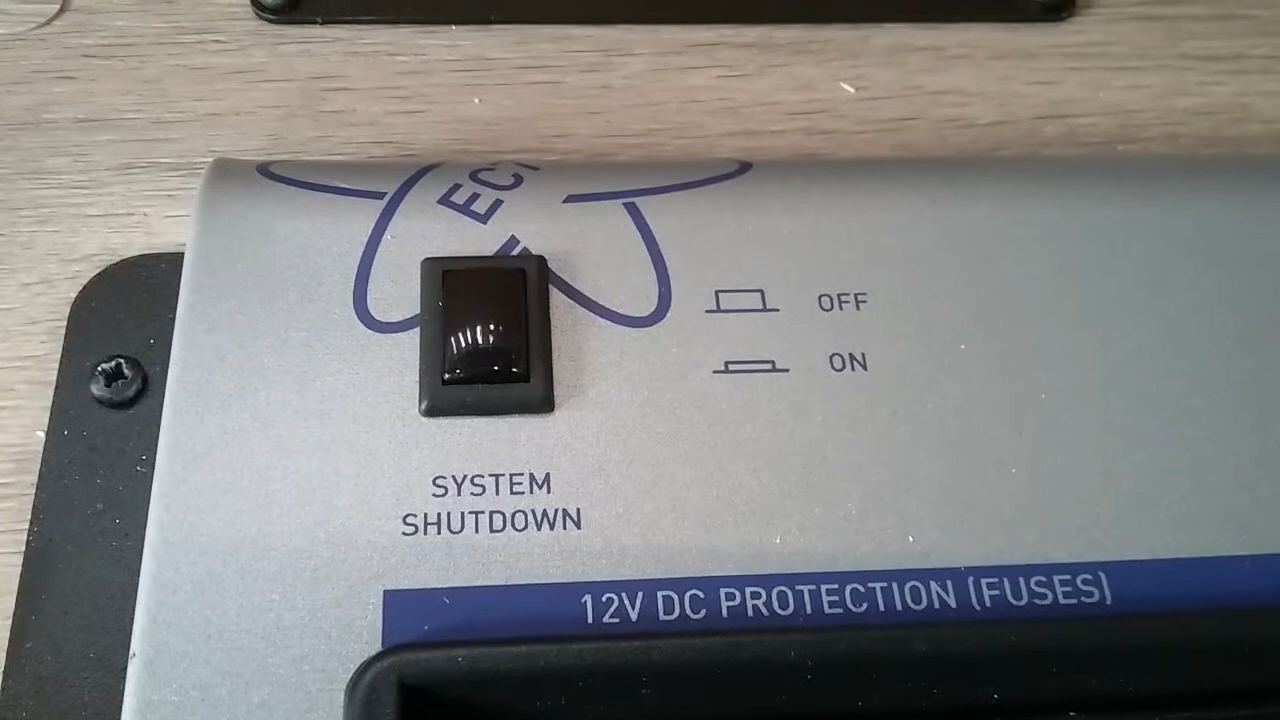 OFF
ON
SYSTEM
SHUTDOWN
12V DC PROTECTION (FUSES)